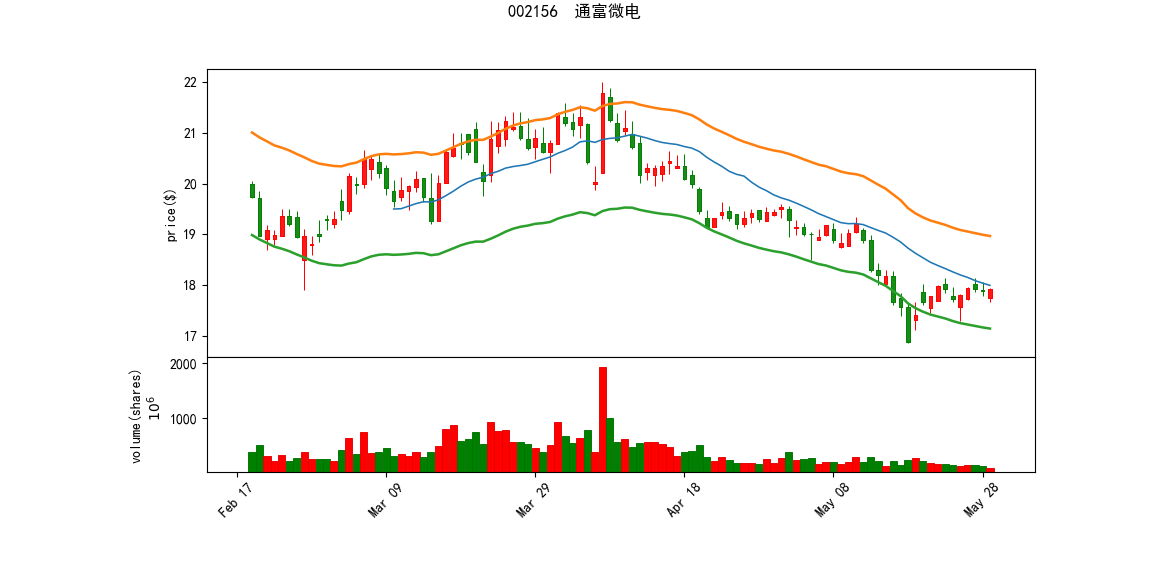 002156 通富微电
22
21
20
19
18
17
price($)
2000
1000
volume(shares)
10^6
Feb 17
Mar 09
Mar 29
Apr 18
May 08
May 28